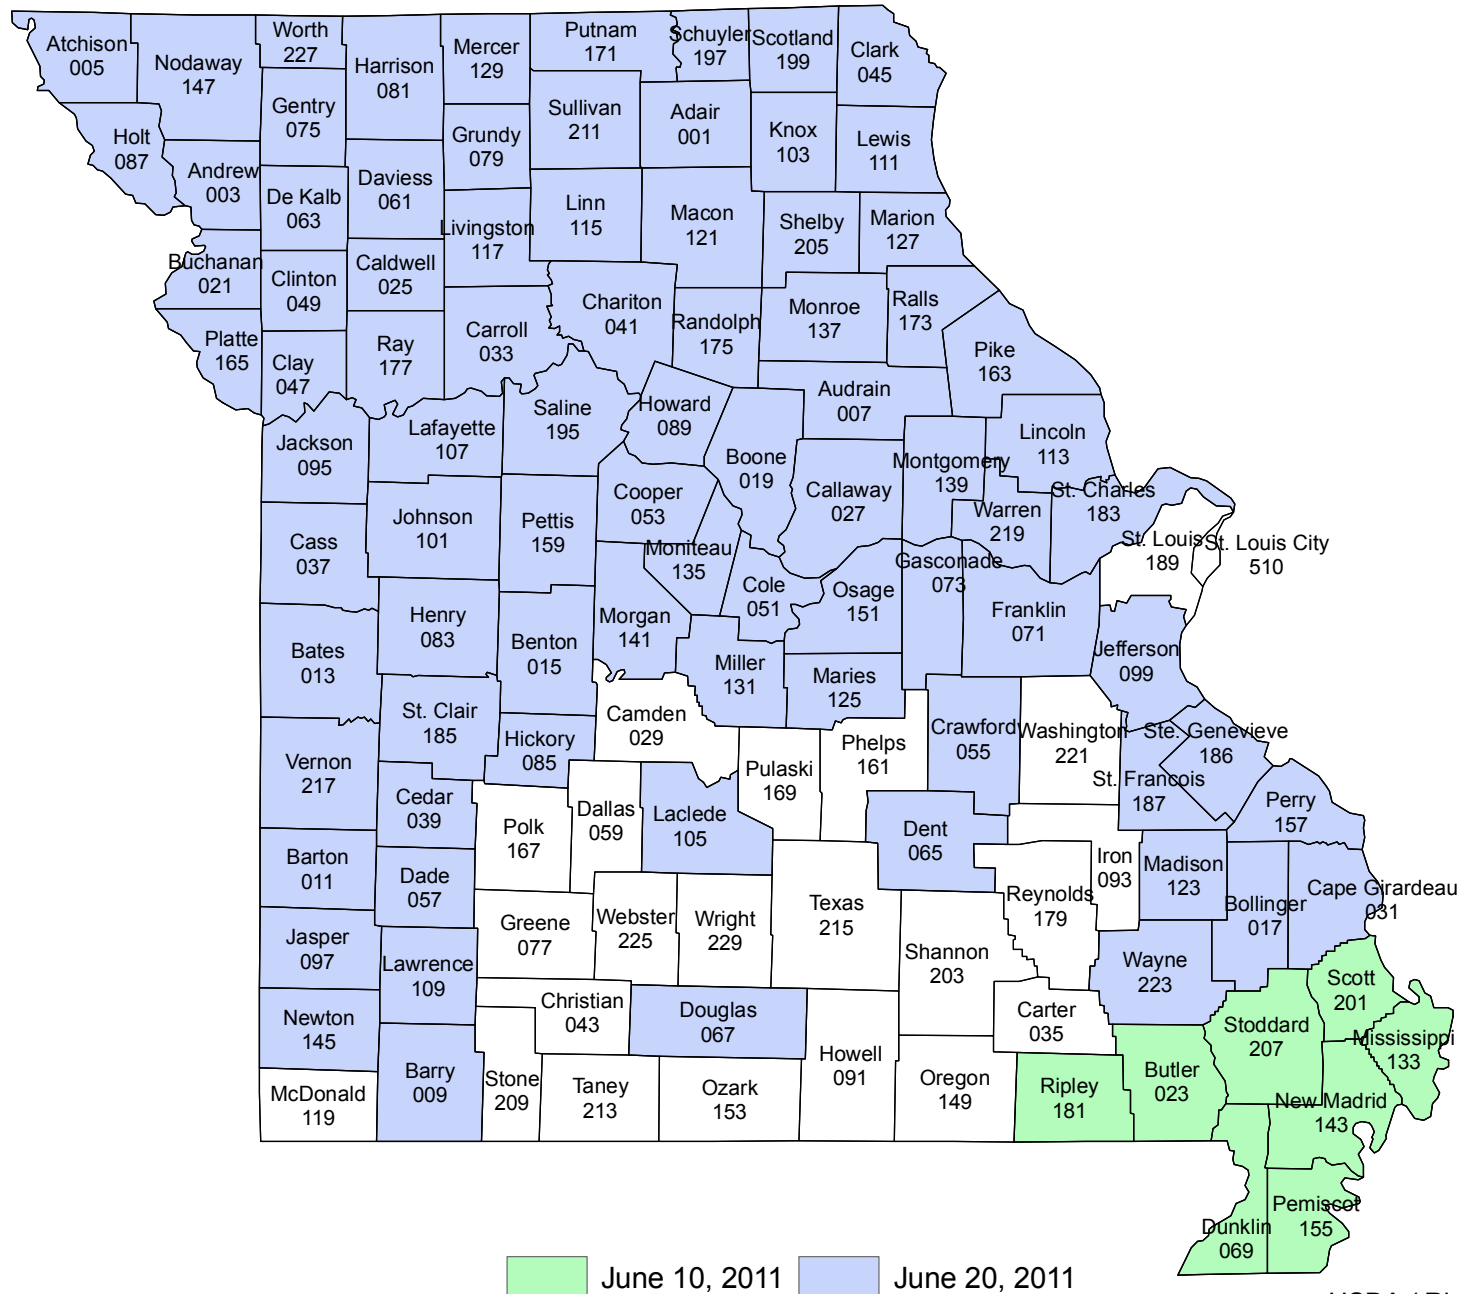 Atchison
005
Nodaway
147
Worth
227
Harrison
081
Mercer
129
Putnam
171
Schuyler
197
Scotland
199
Clark
045
Holt
087
Andrew
003
Gentry
075
De Kalb
063
Daviess
061
Grundy
079
Sullivan
211
Adair
001
Knox
103
Lewis
111
Buchanan
021
Clinton
049
Caldwell
025
Livingston
117
Linn
115
Macon
121
Shelby
205
Marion
127
Platte
165
Clay
047
Ray
177
Carroll
033
Chariton
041
Randolph
175
Monroe
137
Ralls
173
Pike
163
Jackson
095
Lafayette
107
Saline
195
Howard
089
Boone
019
Audrain
007
Callaway
027
Montgomery
139
Lincoln
113
Warren
219
St. Charles
183
St. Louis
189
St. Louis City
510
Cass
037
Johnson
101
Pettis
159
Cooper
053
Moniteau
135
Cole
051
Osage
151
Gasconade
073
Franklin
071
Jefferson
099
Bates
013
Henry
083
Benton
015
Morgan
141
Miller
131
Maries
125
Vernon
217
St. Clair
185
Hickory
085
Camden
029
Pulaski
169
Phelps
161
Crawford
055
Washington
221
Ste. Genevieve
186
St. Francois
187
Perry
157
Cedar
039
Polk
167
Dallas
059
Laclede
105
Dent
065
Iron
093
Madison
123
Bollinger
017
Cape Girardeau
031
Barton
011
Dade
057
Greene
077
Webster
225
Wright
229
Texas
215
Shannon
203
Reynolds
179
Wayne
223
Jasper
097
Lawrence
109
Christian
043
Douglas
067
Howell
091
Carter
035
Stoddard
207
Scott
201
Mississippi
133
Newton
145
McDonald
119
Barry
009
Stone
209
Taney
213
Ozark
153
Oregon
149
Ripley
181
Butler
023
New Madrid
143
Dunklin
069
Pemiscot
155
June 10, 2011
June 20, 2011